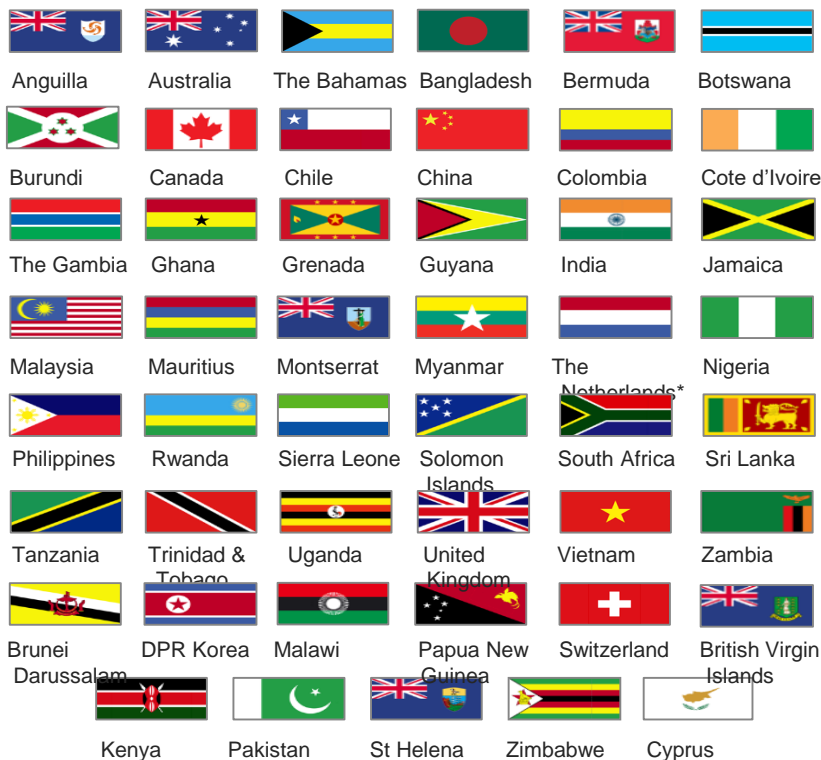 Anguilla Australia The Bahamas Bangladesh Bermuda Botswana
Burundi Canada Chile China Colombia Cote d'Ivoire
The Gambia Ghana Grenada Guyana India Jamaica
Malaysia Mauritius Montserrat Myanmar The Nigeria
Netherlands*
Philippines Rwanda Sierra Leone Solomon South Africa Sri Lanka
Islands
Tanzania Trinidad & Uganda United Vietnam Zambia
Tobago Kingdom
Brunei DPR Korea Malawi Papua New Switzerland British Virgin
Darussalam Guinea Islands
Kenya Pakistan St Helena Zimbabwe Cyprus